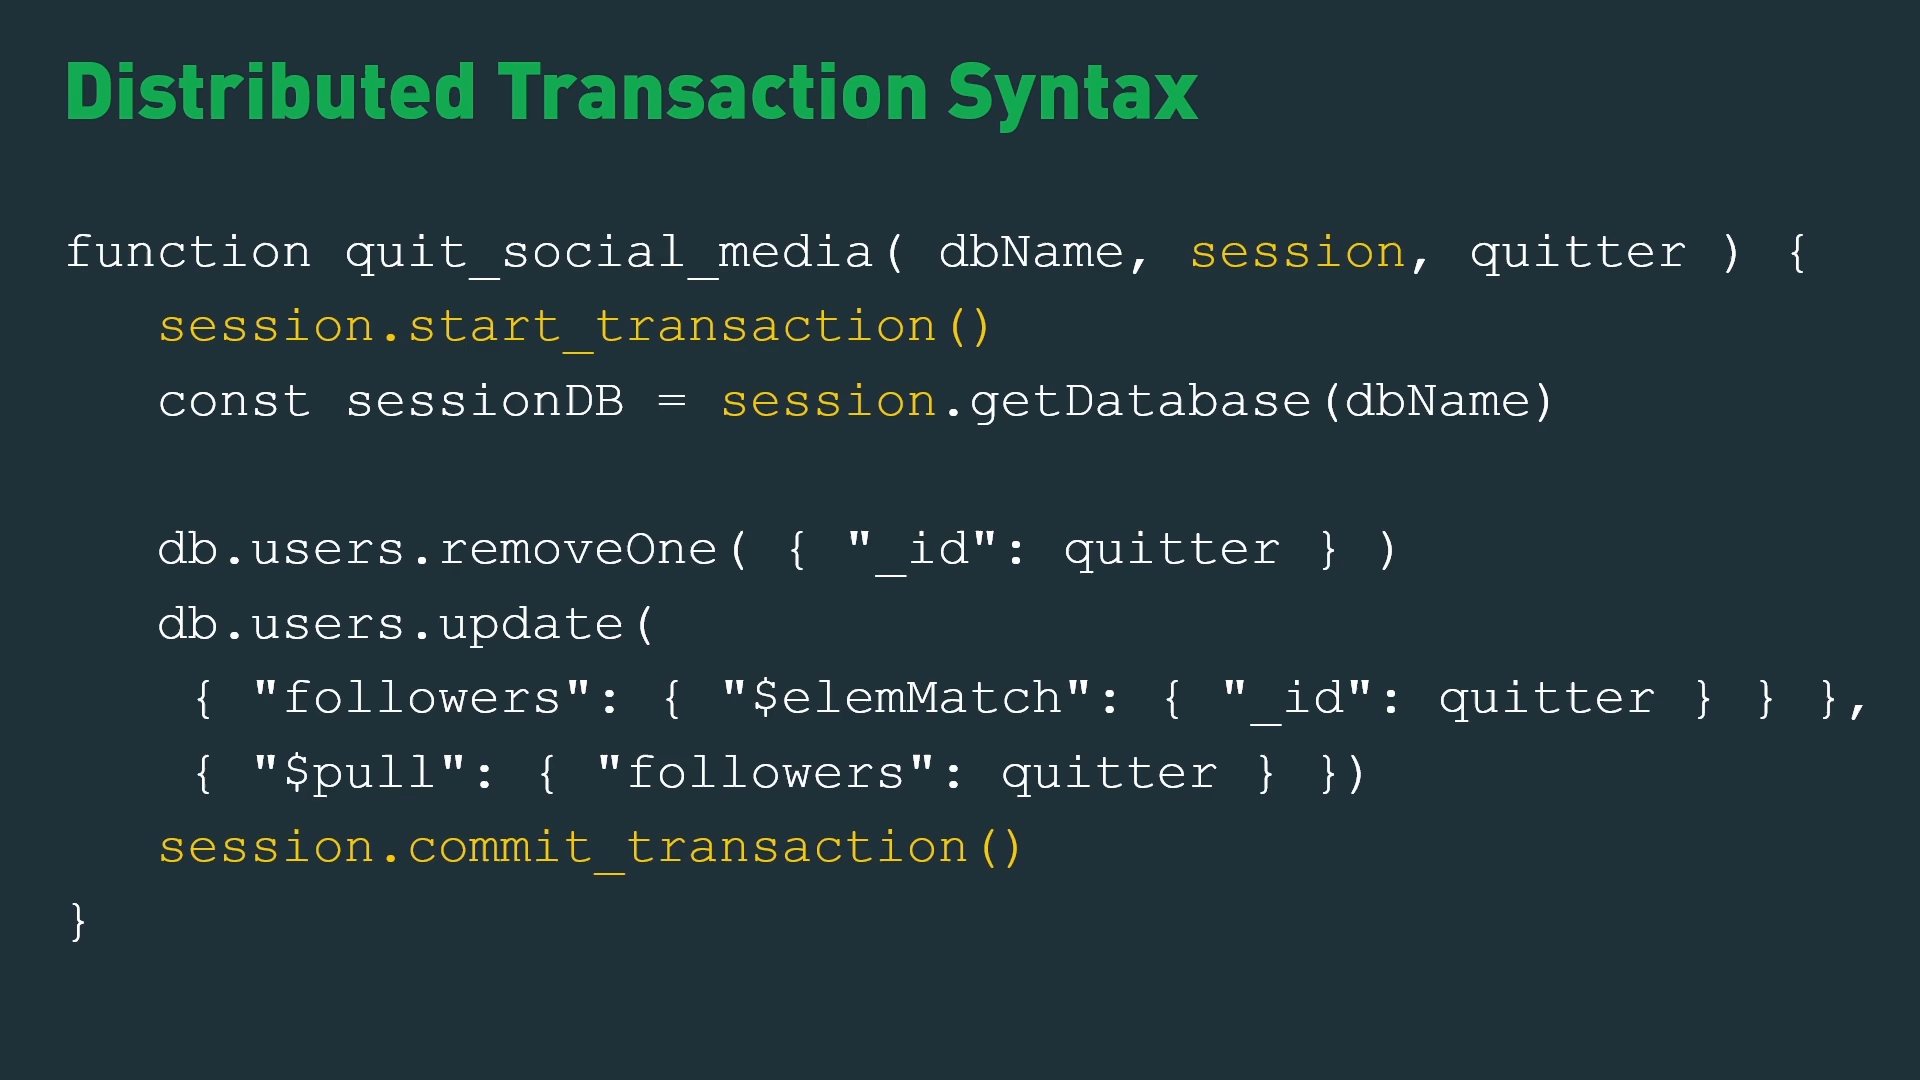 Distributed Transaction Syntax
function quit_social_media( dbName, session, quitter ) {
session.start_transaction()
const sessionDB = session.getDatabase(dbName)
db.users.removeOne( { "_id": quitter } )
db.users.update(
{ "followers": { "$elemMatch": { "_id": quitter } } },
{ "$pull": { "followers": quitter } })
session.commit_transaction()
}